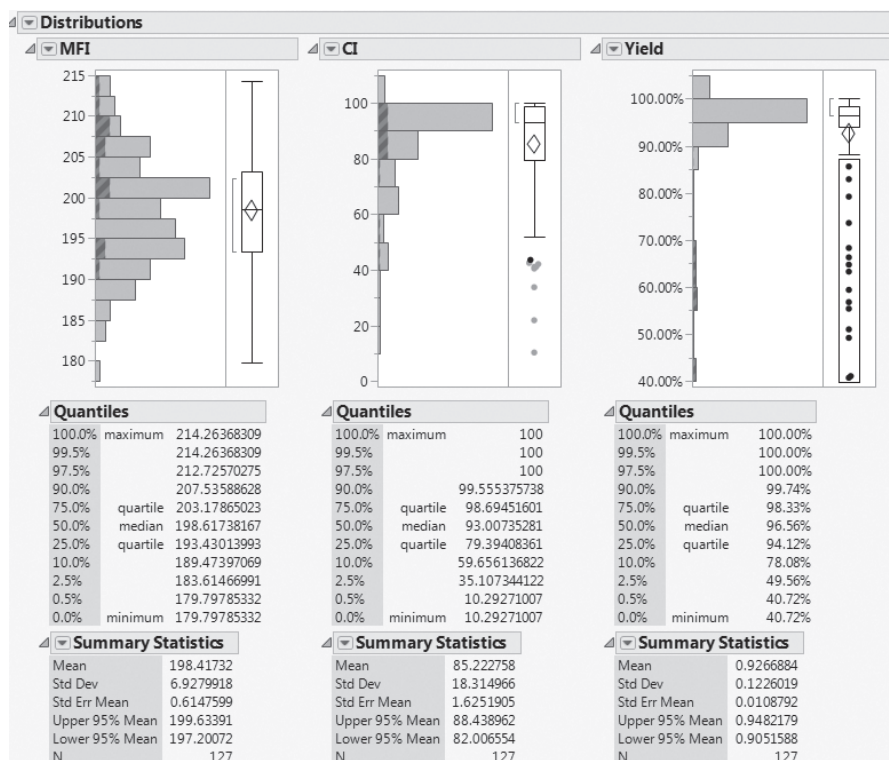 Distributions
MFI
215
210
205
200
195
190
185
180
Quantiles
100.0% maximum 214.26368309
99.5% 214.26368309
97.5% 212.72570275
90.0% 207.53588628
75.0% quartile 203.17865023
50.0% median 198.61738167
25.0% quartile 193.43013993
10.0% 189.47397069
2.5% 183.61466991
0.5% 179.79785332
0.0% minimum 179.79785332
Summary Statistics
Mean 198.41732
Std Dev 6.9279918
Std Err Mean 0.6147599
Upper 95% Mean 199.63391
Lower 95% Mean 197.20072
N 127
CI
100
80
60
40
20
0
Quantiles
100.0% maximum 100
99.5% 100
97.5% 100
90.0% 99.555375738
75.0% quartile 98.69451601
50.0% median 93.00735281
25.0% quartile 79.39408361
10.0% 59.656136822
2.5% 35.107344122
0.5% 10.29271007
0.0% minimum 10.29271007
Summary Statistics
Mean 85.222758
Std Dev 18.314966
Std Err Mean 1.6251905
Upper 95% Mean 88.438962
Lower 95% Mean 82.006554
N 127
Yield
100.00%
90.00%
80.00%
70.00%
60.00%
50.00%
40.00%
Quantiles
100.0% maximum 100.00%
99.5% 100.00%
97.5% 100.00%
90.0% 99.74%
75.0% quartile 98.33%
50.0% median 96.56%
25.0% quartile 94.12%
10.0% 78.08%
2.5% 49.56%
0.5% 40.72%
0.0% minimum 40.72%
Summary Statistics
Mean 0.9266884
Std Dev 0.1226019
Std Err Mean 0.0108792
Upper 95% Mean 0.9482179
Lower 95% Mean 0.9051588
N 127